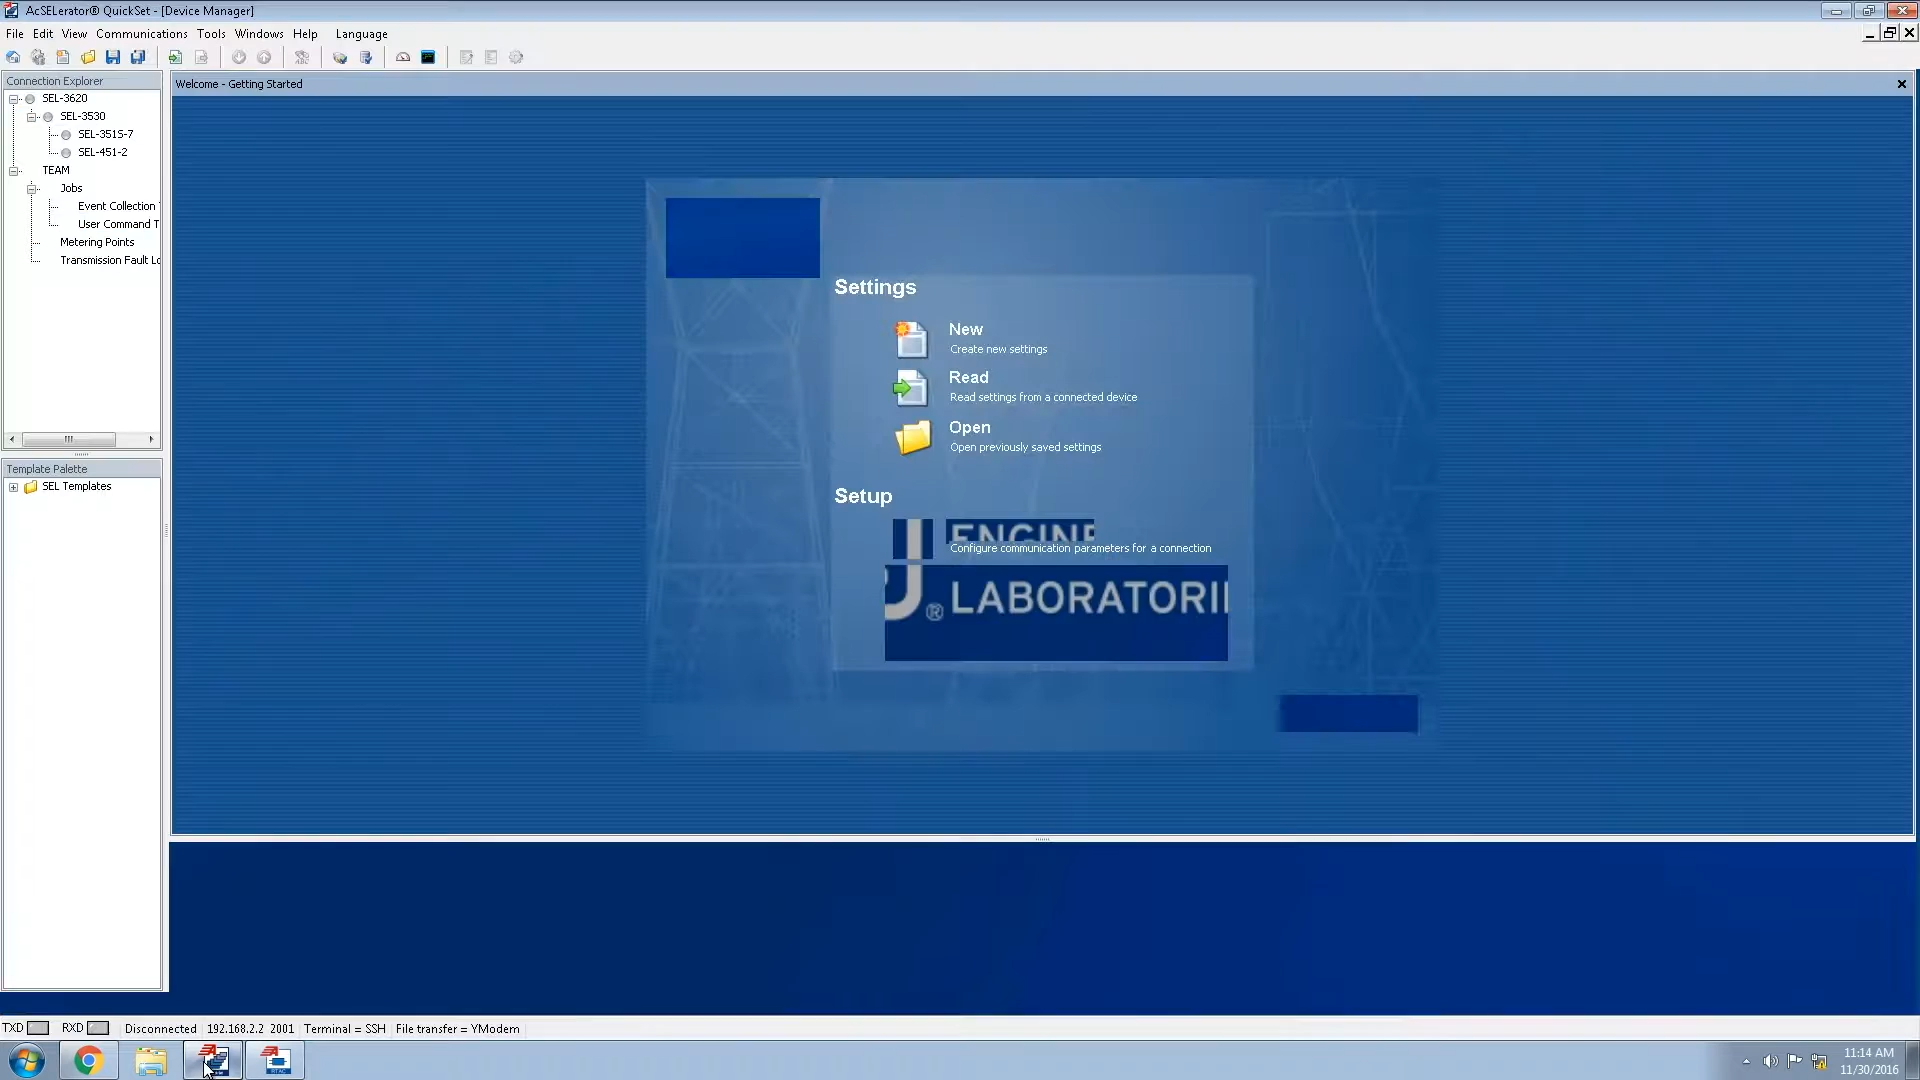 AcSELerator® QuickSet - [Device Manager]
File Edit View Communications Tools Windows Help Language
Connection Explorer
SEL-3620
SEL-3530
SEL-351S-7
SEL-451-2
TEAM
Jobs
Event Collection
User Command T
Metering Points
Transmission Fault Lo
Template Palette
SEL Templates
Welcome - Getting Started
Settings
New
Create new settings
Read
Read settings from a connected device
Open
Open previously saved settings
Setup
ENGINE
Configure communication parameters for a connection
® LABORATORI
TXD RXD Disconnected 192.168.2.2 2001 Terminal = SSH File transfer = YModem
11:14 AM
11/30/2016